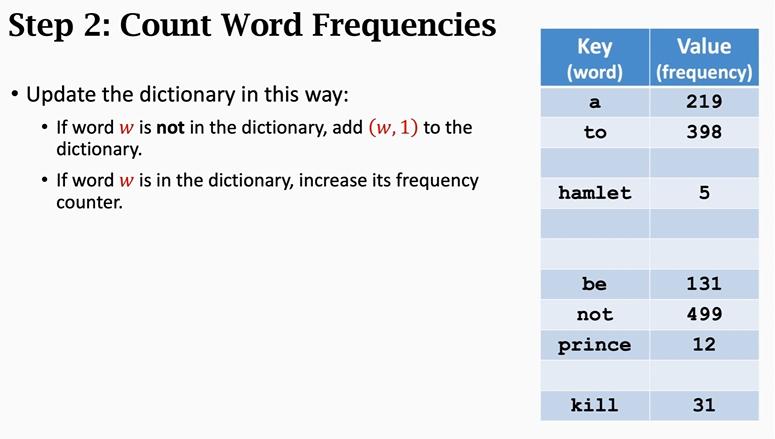 Step 2: Count Word Frequencies
• Update the dictionary in this way:
• If word w is not in the dictionary, add (w, 1) to the
dictionary.
• If word w is in the dictionary, increase its frequency
counter.
Key Value
(word) (frequency)
a 219
to 398
hamlet 5
be 131
not 499
prince 12
kill 31